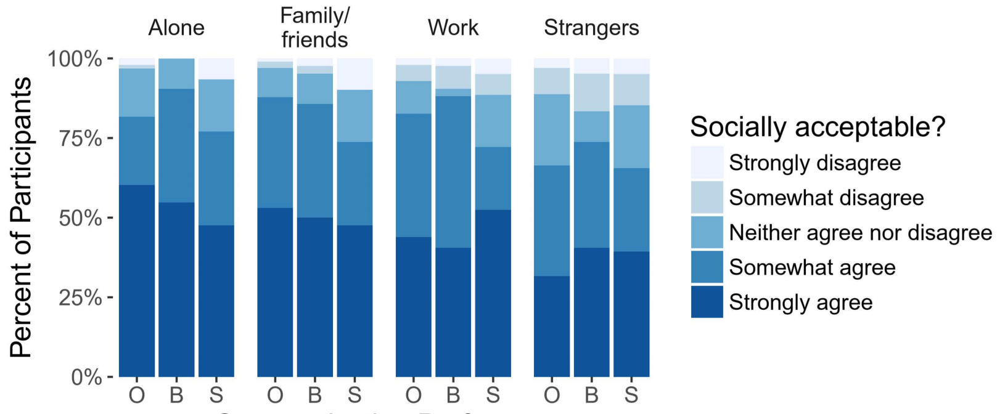 Alone
Family/
friends
Work
Strangers
Percent of Participants
100%
75%
50%
25%
0%
O B S O B S O B S O B S
Socially acceptable?
Strongly disagree
Somewhat disagree
Neither agree nor disagree
Somewhat agree
Strongly agree